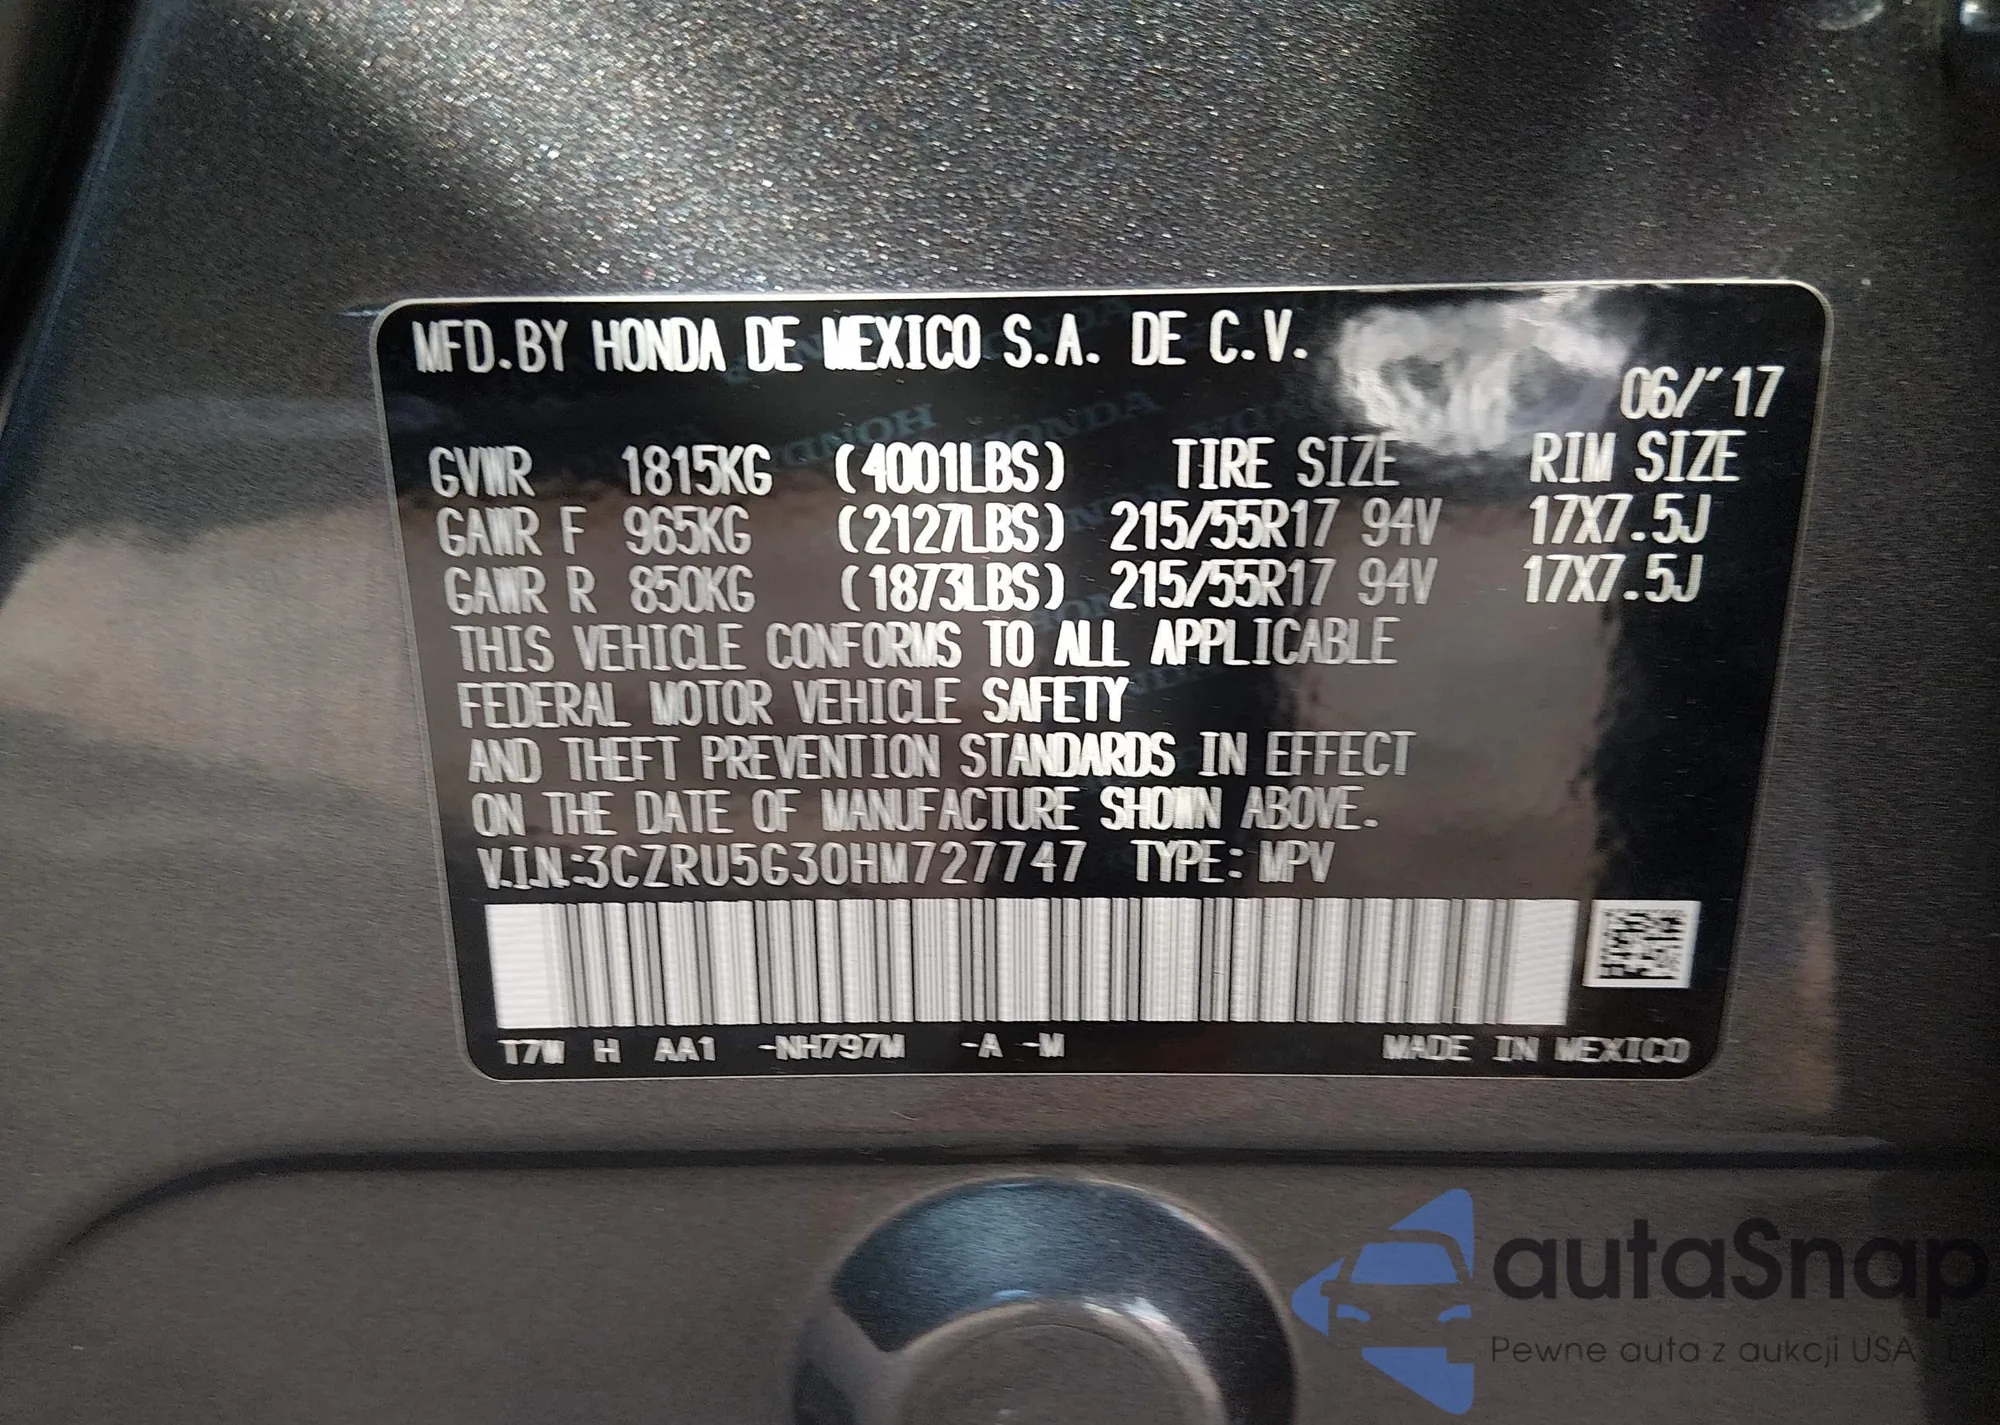 MFD.BY HONDA DE MEXICO S.A. DE C.V.
06/'17
GVWR 1815KG (4001LBS) TIRE SIZE RIM SIZE
GAWR F 965KG (2127LBS) 215/55R17 94V 17X7.5J
GAWR R 850KG (1873LBS) 215/55R17 94V 17X7.5J
THIS VEHICLE CONFORMS TO ALL APPLICABLE
FEDERAL MOTOR VEHICLE SAFETY
AND THEFT PREVENTION STANDARDS IN EFFECT
ON THE DATE OF MANUFACTURE SHOWN ABOVE.
V.I.N.:3CZRU5G30HM727747 TYPE: MPV
T7W H AA1 -NH797M -A -M MADE IN MEXICO
autaSnap
Pewne auta z aukcji USA